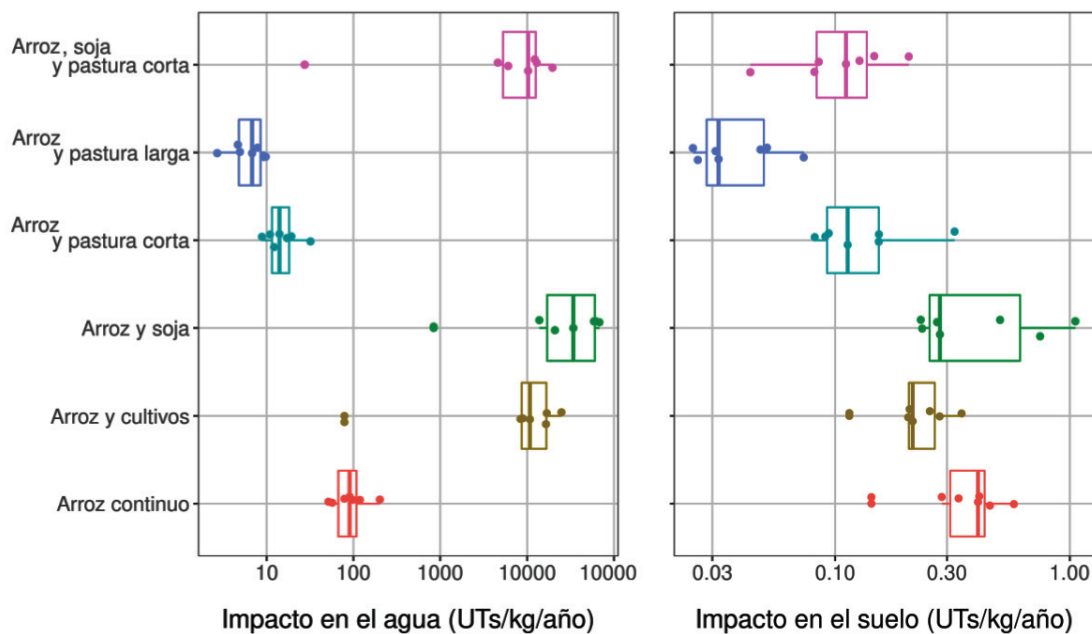 Arroz, soja
y pastura corta
Arroz
y pastura larga
Arroz
y pastura corta
Arroz y soja
Arroz y cultivos
Arroz continuo
10 100 1000 10000 10000
0.03 0.10 0.30 1.00
Impacto en el agua (UTs/kg/año)
Impacto en el suelo (UTs/kg/año)